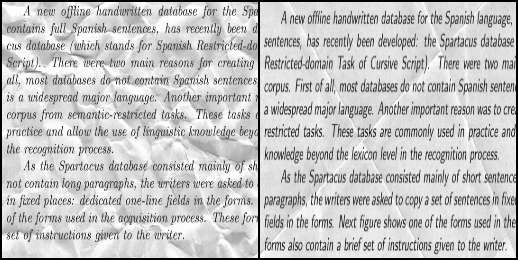 A new offline handwritten database for the Spa
contains full Spanish sentences, has recently been d
cus database (which stands for Spanish Restricted-do
Script). There were two main reasons for creating
all, most databases do not contain Spanish sentences,
is a widespread major language. Another important r
corpus from semantic-restricted tasks. These tasks a
practice and allow the use of linguistic knowledge beyo
the recognition process.
As the Spartacus database consisted mainly of sh
not contain long paragraphs, the writers were asked to
in fixed places: dedicated one-line fields in the forms.
of the forms used in the acquisition process. These for
set of instructions given to the writer.
A new offline handwritten database for the Spanish language,
sentences, has recently been developed: the Spartacus database
Restricted-domain Task of Cursive Script). There were two mai
corpus. First of all, most databases do not contain Spanish senten
a widespread major language. Another important reason was to crea
restricted tasks. These tasks are commonly used in practice and
knowledge beyond the lexicon level in the recognition process.
As the Spartacus database consisted mainly of short sentence
paragraphs, the writers were asked to copy a set of sentences in fixe
fields in the forms. Next figure shows one of the forms used in the
forms also contain a brief set of instructions given to the writer.